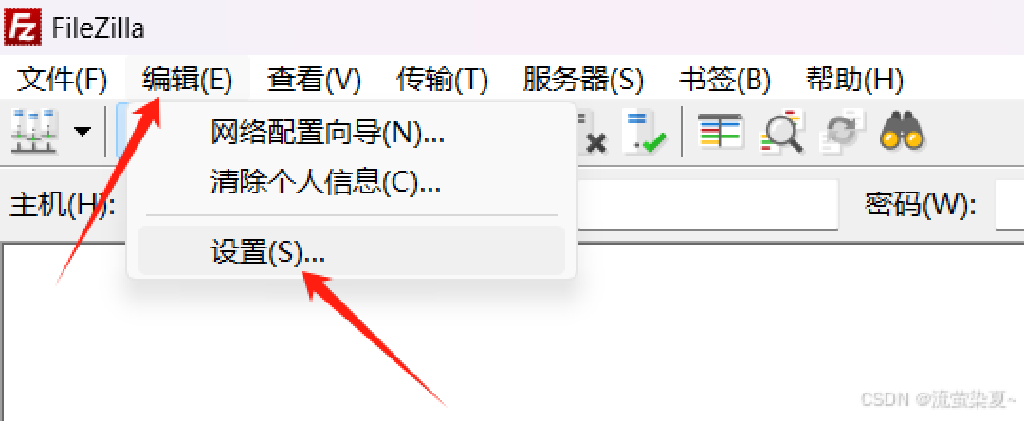 FileZilla
文件(F) 编辑(E) 查看(V) 传输(T) 服务器(S) 书签(B) 帮助(H)
网络配置向导(N)...
清除个人信息(C)...
主机(H): 密码(W):
设置(S)...
CSDN @流萤染夏~